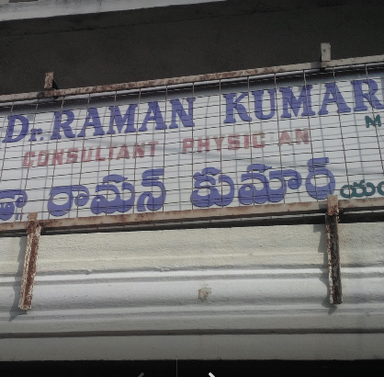 Dr. RAMAN KUMAR
M
CONSULTANT PHYSICIAN
డా రామన్ కుమార్